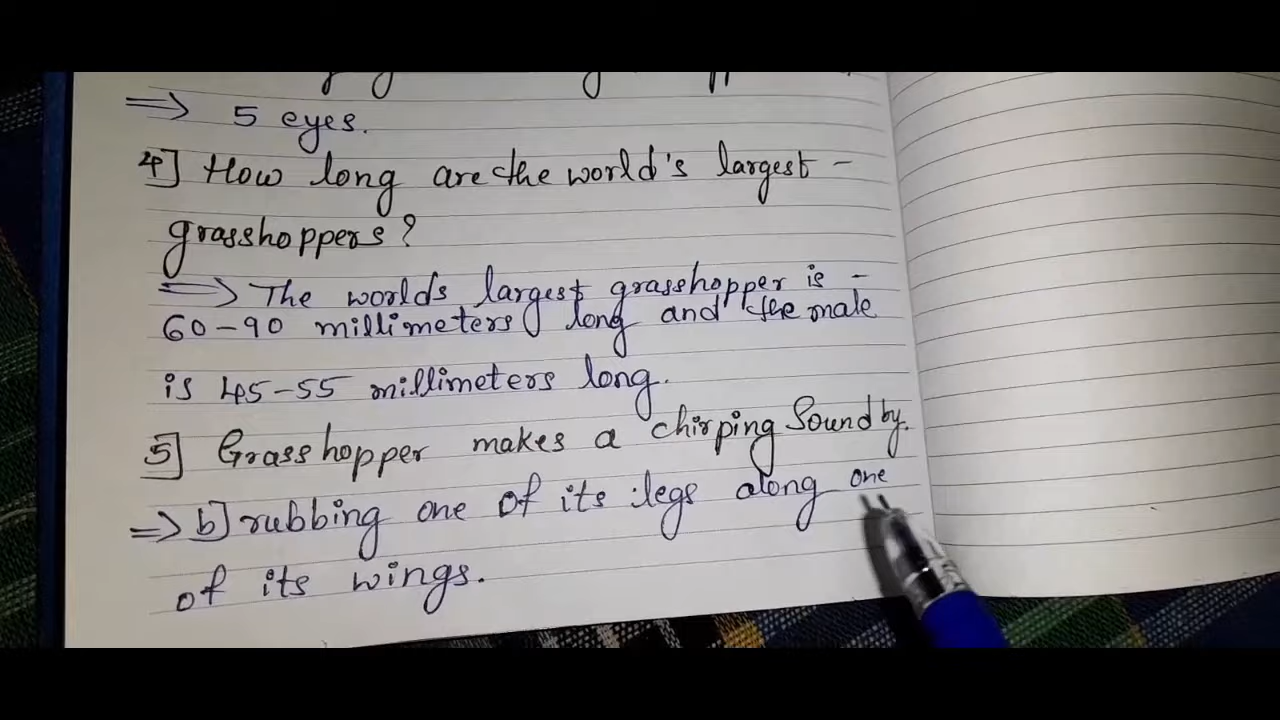 => 5 eyes.
4] How long are the world's largest -
grasshoppers?
=> The worlds largest grasshopper is -
60-90 millimeters long and the male
is 45-55 millimeters long.
5] Grasshopper makes a chirping Sound by.
=> b] rubbing one of its legs along one
of its wings.